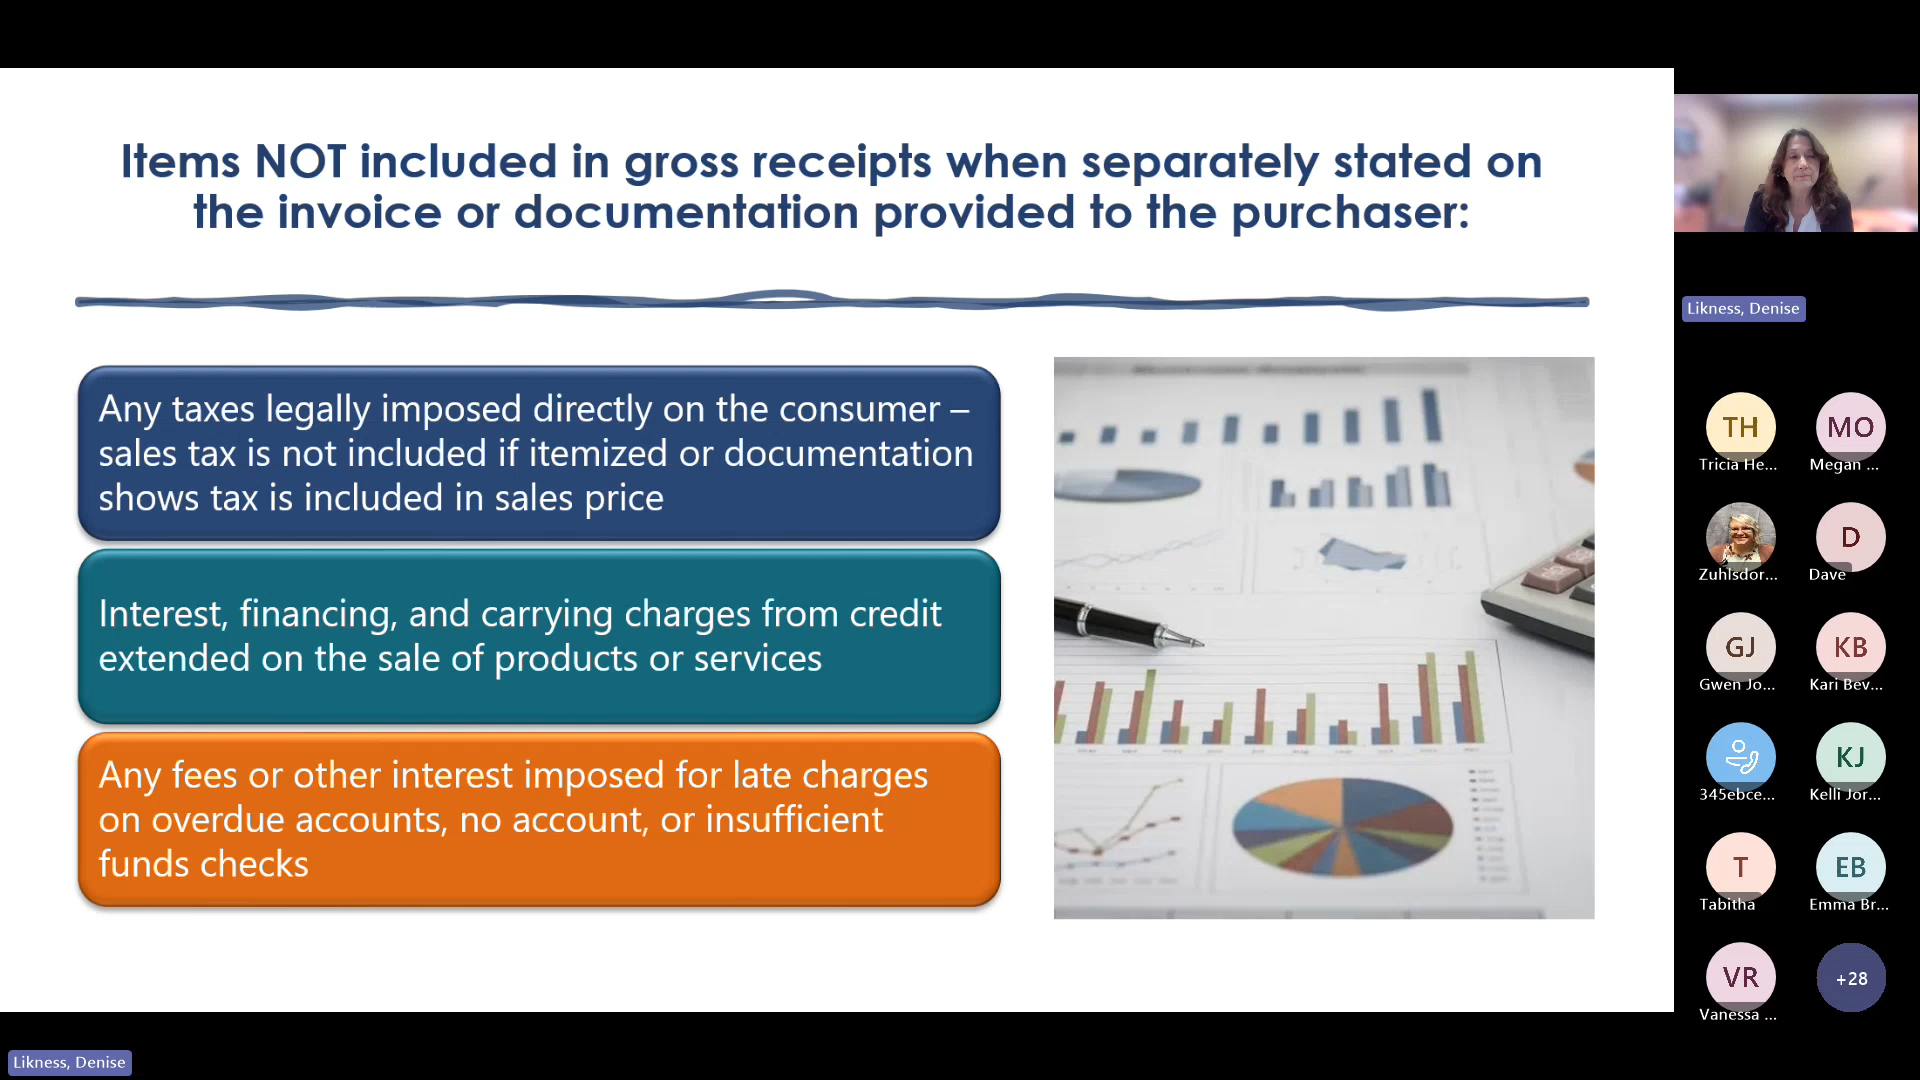 Items NOT included in gross receipts when separately stated on
the invoice or documentation provided to the purchaser:
Any taxes legally imposed directly on the consumer –
sales tax is not included if itemized or documentation
shows tax is included in sales price
Interest, financing, and carrying charges from credit
extended on the sale of products or services
Any fees or other interest imposed for late charges
on overdue accounts, no account, or insufficient
funds checks
Likness, Denise
TH
Tricia He...
MO
Megan ...
Zuhlsdor...
D
Dave
GJ
Gwen Jo...
KB
Kari Bev...
345ebce...
KJ
Kelli Jor...
T
Tabitha
EB
Emma Br...
VR
Vanessa ...
+28
Likness, Denise